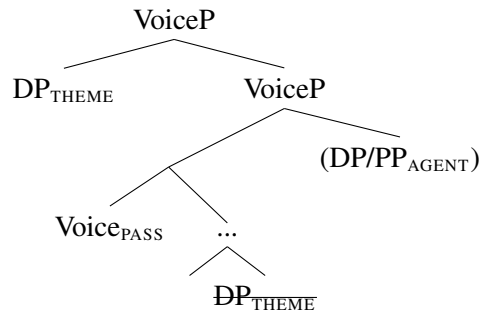 VoiceP
DP_THEME VoiceP
(DP/PP_AGENT)
Voice_PASS ...
DP_THEME